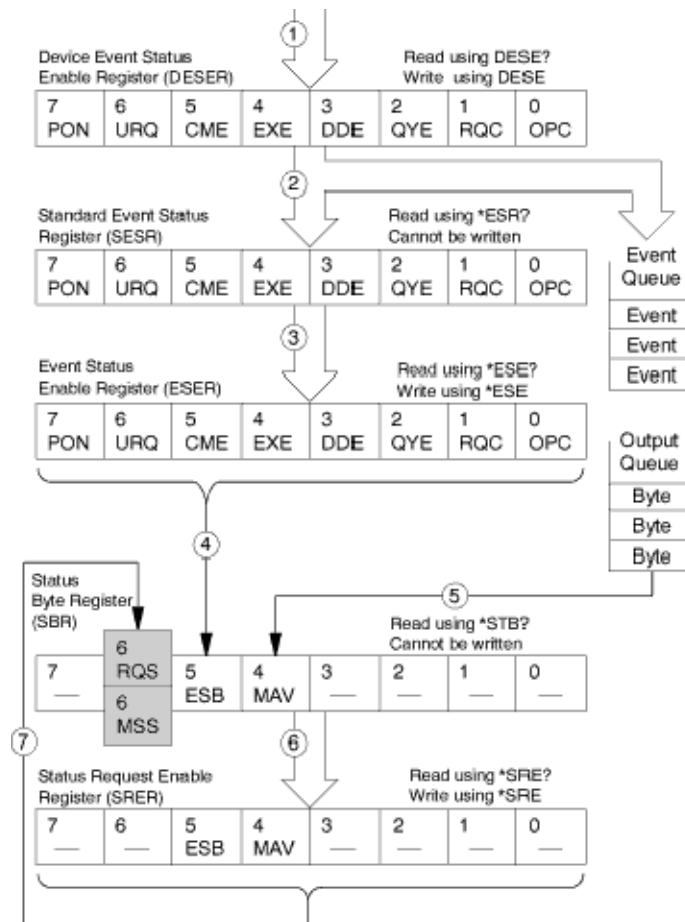 1
Device Event Status
Enable Register (DESER)
Read using DESE?
Write using DESE
7 6 5 4 3 2 1 0
PON URQ CME EXE DDE QYE RQC OPC
2
Standard Event Status
Register (SESR)
Read using *ESR?
Cannot be written
7 6 5 4 3 2 1 0
PON URQ CME EXE DDE QYE RQC OPC
Event
Queue
Event
Event
Event
3
Event Status
Enable Register (ESER)
Read using *ESE?
Write using *ESE
7 6 5 4 3 2 1 0
PON URQ CME EXE DDE QYE RQC OPC
Output
Queue
Byte
Byte
Byte
4
5
Status
Byte Register
(SBR)
Read using *STB?
Cannot be written
7 6 5 4 3 2 1 0
— RQS ESB MAV — — — —
6
MSS
7
6
Status Request Enable
Register (SRER)
Read using *SRE?
Write using *SRE
7 6 5 4 3 2 1 0
— — ESB MAV — — — —